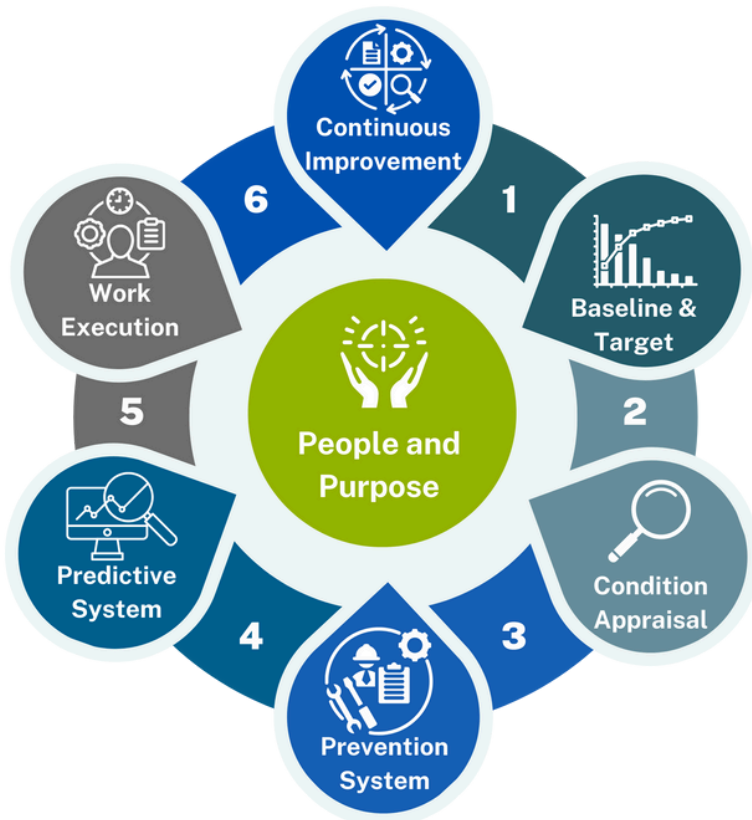 Continuous
Improvement
1
Baseline &
Target
2
Condition
Appraisal
3
Prevention
System
4
Predictive
System
5
Work
Execution
6
People and
Purpose